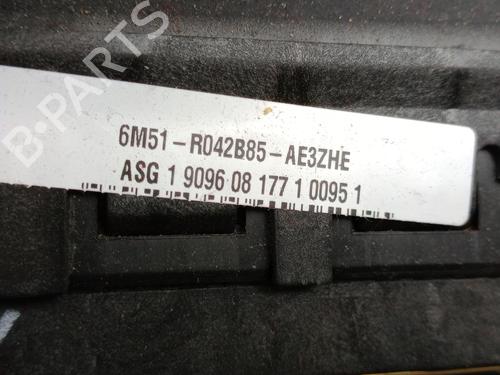 B-PARTS
6M51-R042B85-AE3ZHE
ASG 1 9096 08 177 1 0095 1